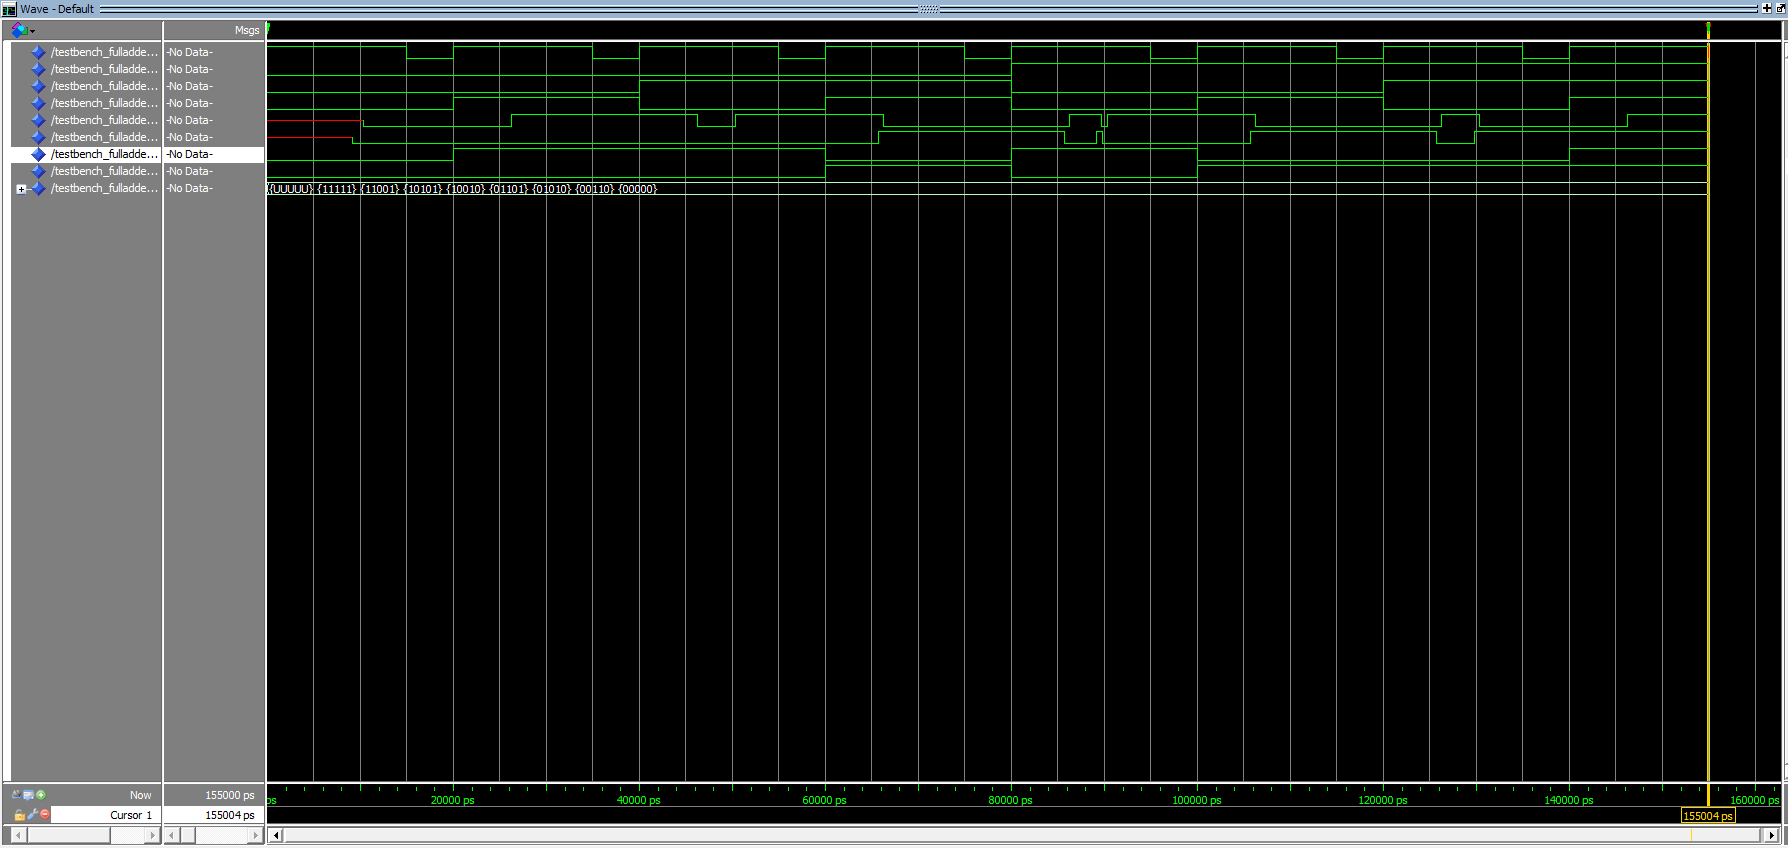 Wave - Default
Msgs
/testbench_fulladde... -No Data-
/testbench_fulladde... -No Data-
/testbench_fulladde... -No Data-
/testbench_fulladde... -No Data-
/testbench_fulladde... -No Data-
/testbench_fulladde... -No Data-
/testbench_fulladde... -No Data-
/testbench_fulladde... -No Data-
/testbench_fulladde... -No Data- {{UUUUU} {11111} {11001} {10101} {10010} {01101} {01010} {00110} {00000}
Now 155000 ps ps 20000 ps 40000 ps 60000 ps 80000 ps 100000 ps 120000 ps 140000 ps 160000 ps
Cursor 1 155004 ps 155004 ps